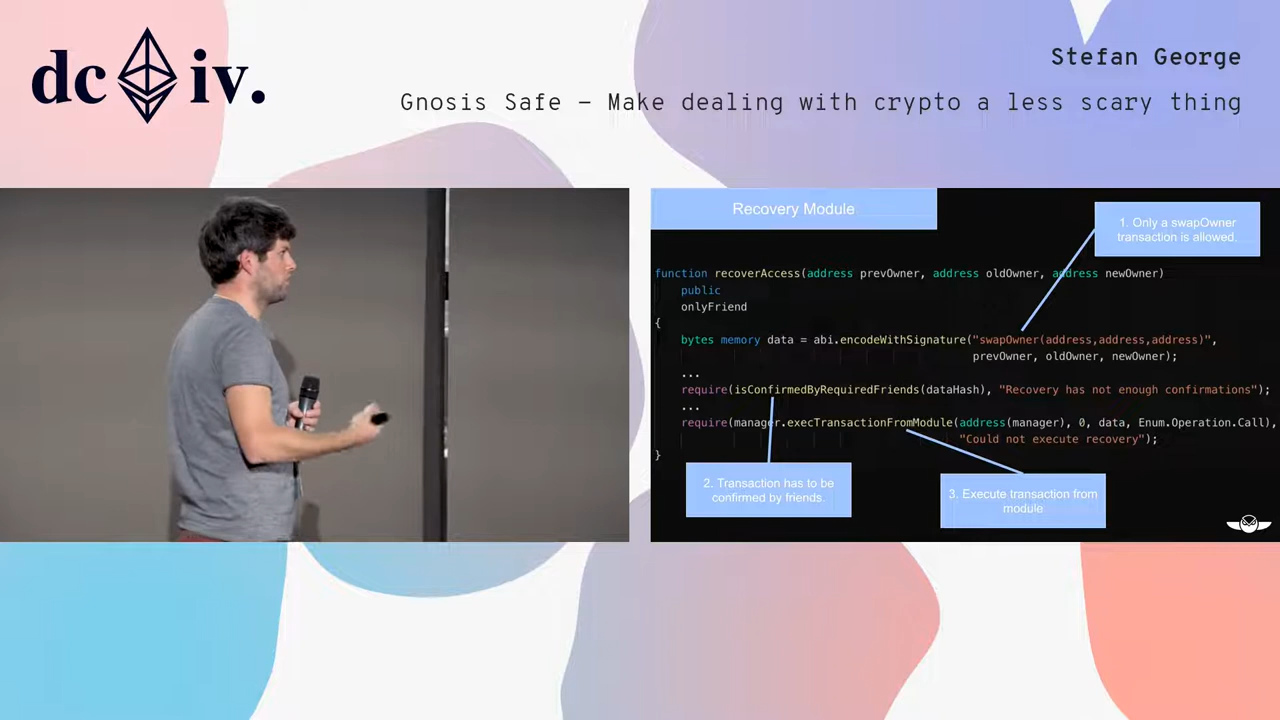 dc iv.
Stefan George
Gnosis Safe – Make dealing with crypto a less scary thing
Recovery Module
1. Only a swapOwner
transaction is allowed.
function recoverAccess(address prevOwner, address oldOwner, address newOwner)
public
onlyFriend
{
bytes memory data = abi.encodeWithSignature("swapOwner(address,address,address)",
prevOwner, oldOwner, newOwner);
...
require(isConfirmedByRequiredFriends(dataHash), "Recovery has not enough confirmations");
...
require(manager.execTransactionFromModule(address(manager), 0, data, Enum.Operation.Call),
"Could not execute recovery");
}
2. Transaction has to be
confirmed by friends.
3. Execute transaction from
module